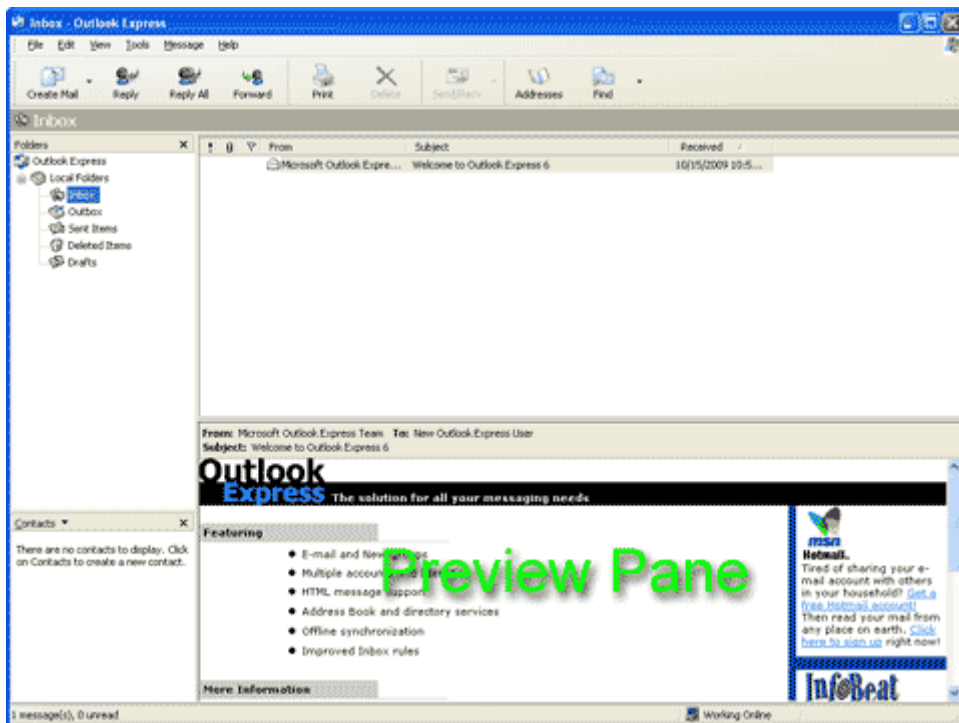 Inbox - Outlook Express
File Edit View Tools Message Help
Create Mail Reply Reply All Forward Print Delete Send/Recv Addresses Find
Inbox
Folders
Outlook Express
Local Folders
Inbox
Outbox
Sent Items
Deleted Items
Drafts
! From Subject Received
Microsoft Outlook Expre... Welcome to Outlook Express 6 10/15/2009 10:5...
From: Microsoft Outlook Express Team To: New Outlook Express User
Subject: Welcome to Outlook Express 6
Outlook
Express The solution for all your messaging needs
Featuring
E-mail and Newsgroups
Multiple accounts
HTML message support
Address Book and directory services
Offline synchronization
Improved Inbox rules
More Information
Preview Pane
msn
Hotmail.
Tired of sharing your e-
mail account with others
in your household? Get a
free Hotmail account!
Then read your mail from
any place on earth. Click
here to sign up right now!
InfoBeat
Contacts
There are no contacts to display. Click
on Contacts to create a new contact.
1 message(s), 0 unread Working Online